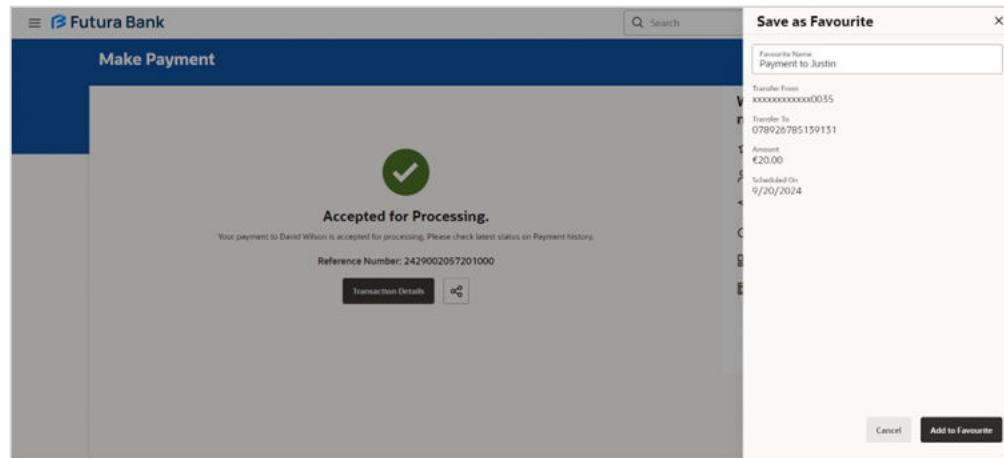 Futura Bank
Search
Make Payment
Accepted for Processing.
Your payment to David Wilson is accepted for processing. Please check latest status on Payment history.
Reference Number: 2429002057201000
Transaction Details
Save as Favourite
Favourite Name
Payment to Justin
Transfer From
xxxxxxxxxxxx0035
Transfer To
078926785139131
Amount
€20.00
Scheduled On
9/20/2024
Cancel
Add to Favourite